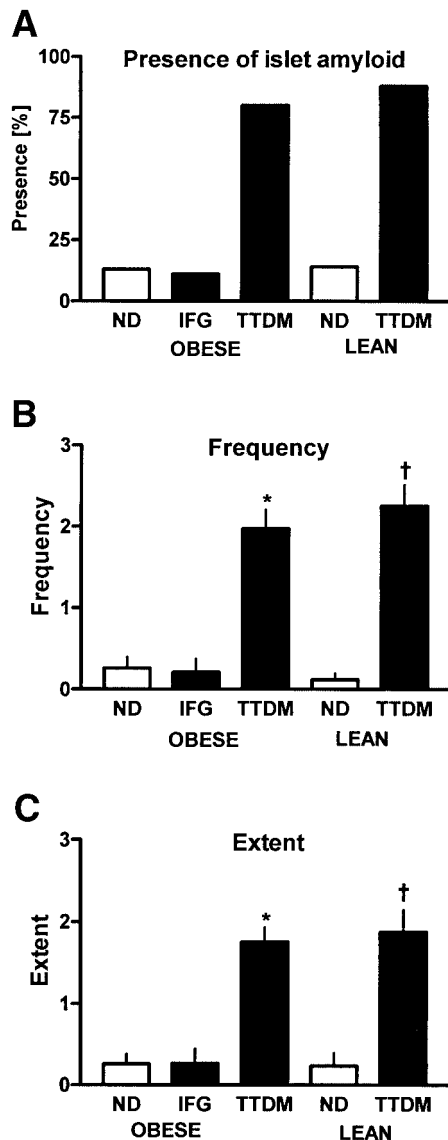 A
Presence of islet amyloid
Presence [%]
100
75
50
25
0
ND IFG TTDM ND TTDM
OBESE LEAN
B
Frequency
Frequency
3
2
1
0
* †
ND IFG TTDM ND TTDM
OBESE LEAN
C
Extent
Extent
3
2
1
0
* †
ND IFG TTDM ND TTDM
OBESE LEAN